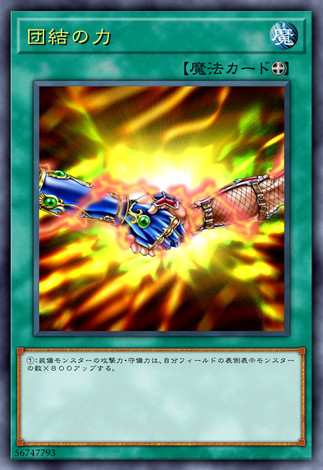 団結の力
魔
【魔法カード】
①:装備モンスターの攻撃力・守備力は、自分フィールドの表側表示モンスター
の数×800アップする。
56747793